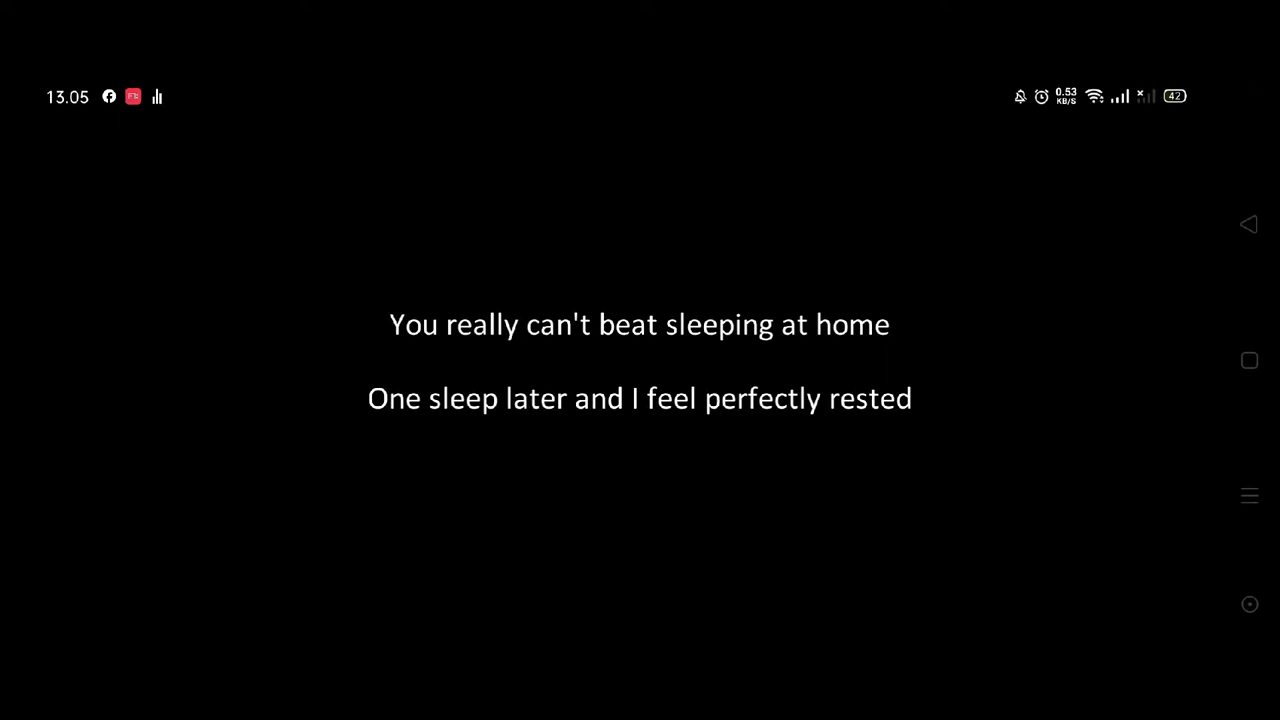 13.05
0.53
KB/S
42
You really can't beat sleeping at home
One sleep later and I feel perfectly rested